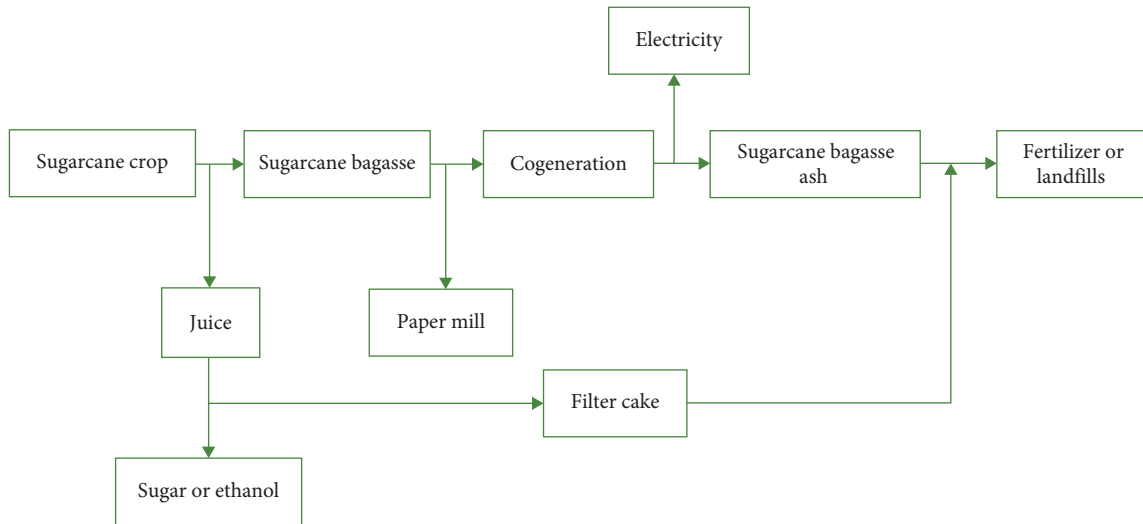 Electricity
Sugarcane crop
Sugarcane bagasse
Cogeneration
Sugarcane bagasse
ash
Fertilizer or
landfills
Juice
Paper mill
Filter cake
Sugar or ethanol